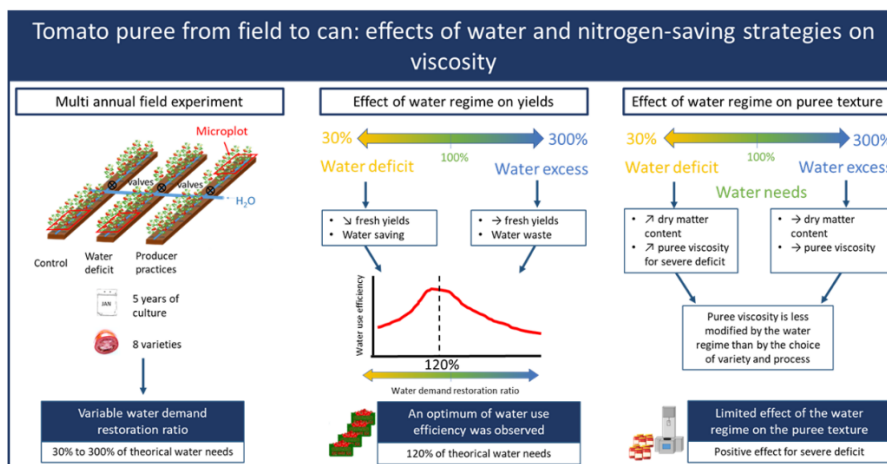 Tomato puree from field to can: effects of water and nitrogen-saving strategies on
viscosity
Multi annual field experiment
Microplot
valves
valves
H₂O
Control
Water
deficit
Producer
practices
JAN
5 years of
culture
8 varieties
Variable water demand
restoration ratio
30% to 300% of theorical water needs
Effect of water regime on yields
30%
300%
100%
Water deficit
Water excess
• ↘ fresh yields
• Water saving
• → fresh yields
• Water waste
Water use efficiency
120%
Water demand restoration ratio
An optimum of water use
efficiency was observed
120% of theorical water needs
Effect of water regime on puree texture
30%
300%
100%
Water deficit
Water excess
Water needs
• ↗ dry matter
content
• ↗ puree viscosity
for severe deficit
• → dry matter
content
• → puree viscosity
Puree viscosity is less
modified by the water
regime than by the
choice of variety and process
Limited effect of the water
regime on the puree texture
Positive effect for severe deficit